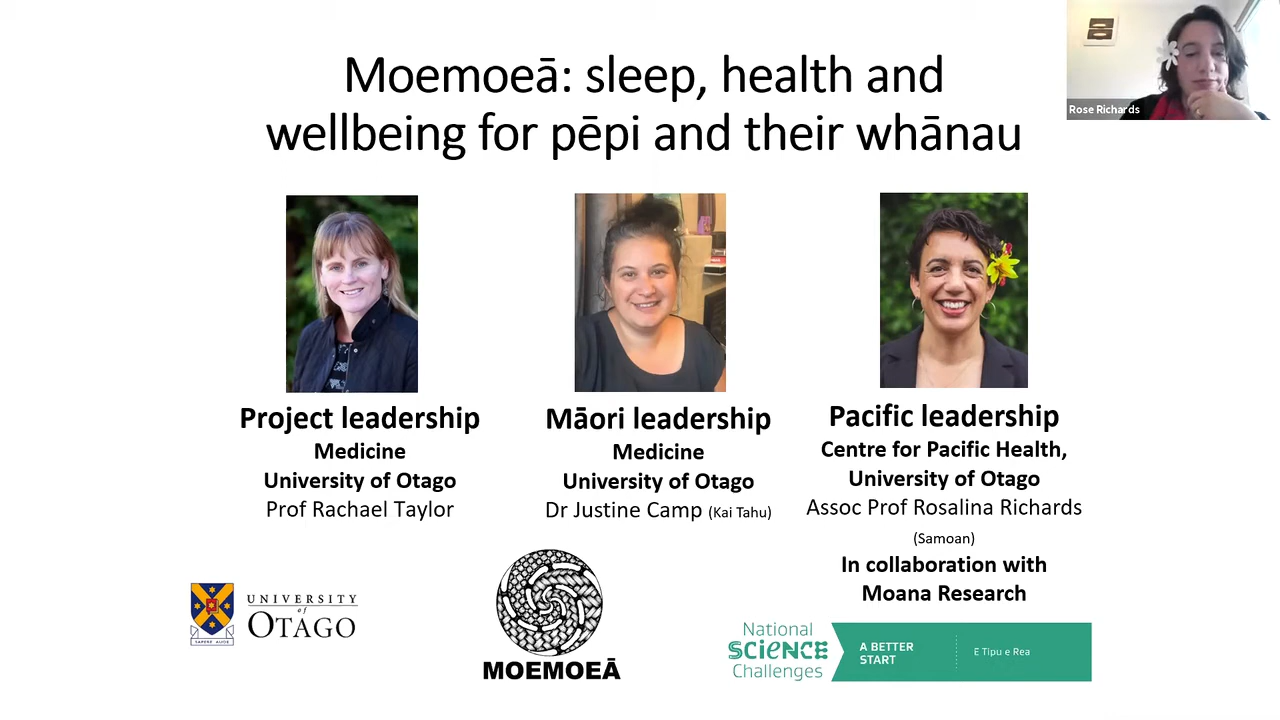 Moemoeā: sleep, health and
wellbeing for pēpi and their whānau
Rose Richards
Project leadership
Medicine
University of Otago
Prof Rachael Taylor
Māori leadership
Medicine
University of Otago
Dr Justine Camp (Kai Tahu)
Pacific leadership
Centre for Pacific Health,
University of Otago
Assoc Prof Rosalina Richards
(Samoan)
In collaboration with
Moana Research
UNIVERSITY
of
OTAGO
SAPERE AUDE
MOEMOEĀ
National
SCIENCE
Challenges
A BETTER
START
E Tipu e Rea